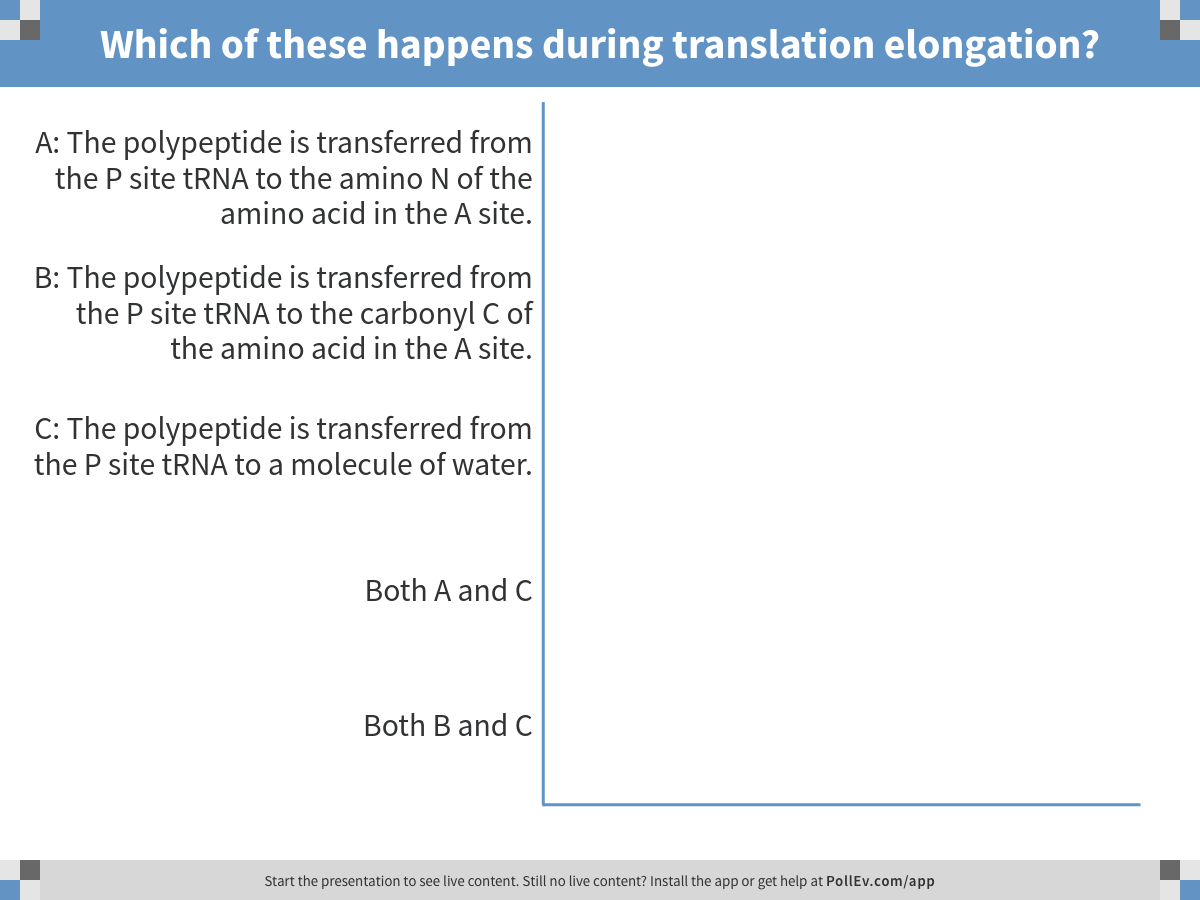 Which of these happens during translation elongation?
A: The polypeptide is transferred from
the P site tRNA to the amino N of the
amino acid in the A site.
B: The polypeptide is transferred from
the P site tRNA to the carbonyl C of
the amino acid in the A site.
C: The polypeptide is transferred from
the P site tRNA to a molecule of water.
Both A and C
Both B and C
Start the presentation to see live content. Still no live content? Install the app or get help at PollEv.com/app